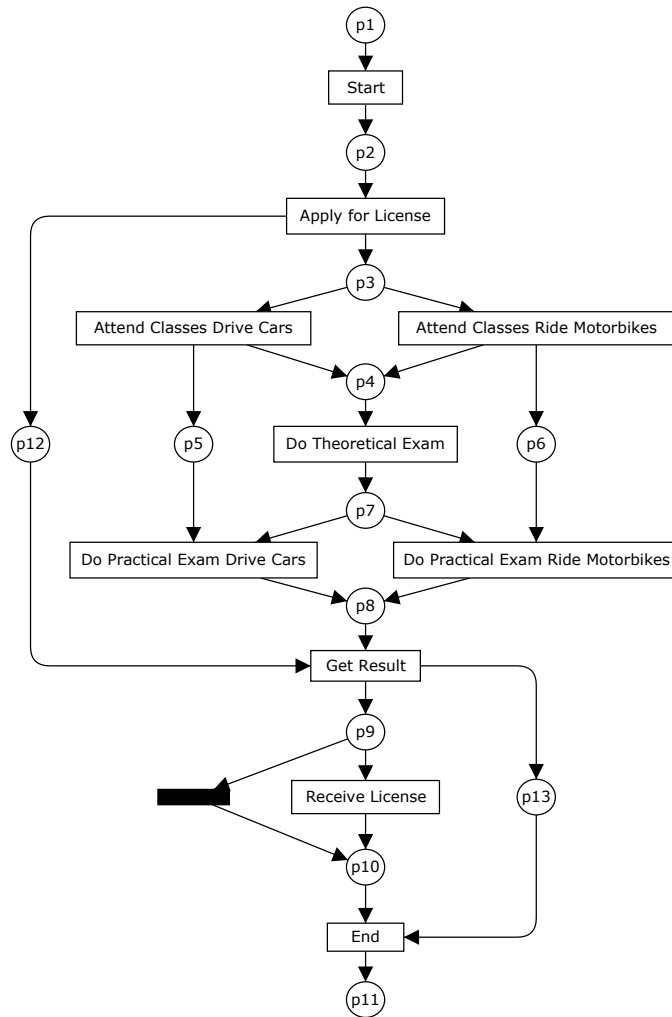 p1
Start
p2
Apply for License
p3
Attend Classes Drive Cars
Attend Classes Ride Motorbikes
p4
p12
p5
Do Theoretical Exam
p6
p7
Do Practical Exam Drive Cars
Do Practical Exam Ride Motorbikes
p8
Get Result
p9
Receive License
p13
p10
End
p11